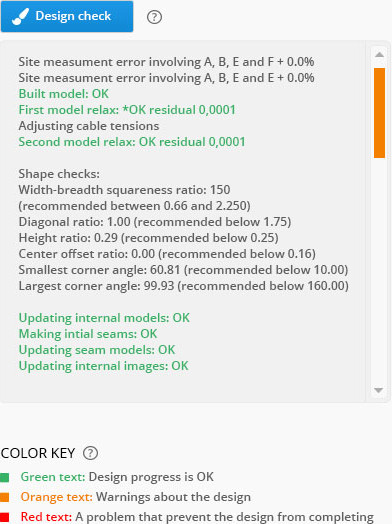 Design check
?
Site measument error involving A, B, E and F + 0.0%
Site measument error involving A, B, E and E + 0.0%
Built model: OK
First model relax: *OK residual 0,0001
Adjusting cable tensions
Second model relax: OK residual 0,0001
Shape checks:
Width-breadth squareness ratio: 150
(recommended between 0.66 and 2.250)
Diagonal ratio: 1.00 (recommended below 1.75)
Height ratio: 0.29 (recommended below 0.25)
Center offset ratio: 0.00 (recommended below 0.16)
Smallest corner angle: 60.81 (recommended below 10.00)
Largest corner angle: 99.93 (recommended below 160.00)
Updating internal models: OK
Making intial seams: OK
Updating seam models: OK
Updating internal images: OK
COLOR KEY ?
Green text: Design progress is OK
Orange text: Warnings about the design
Red text: A problem that prevent the design from completing